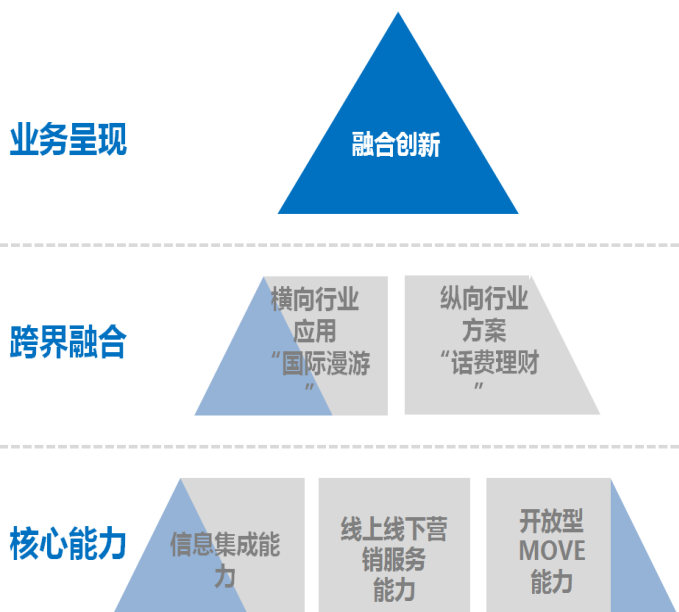 业务呈现
融合创新
跨界融合
横向行业
应用
“国际漫游
”
纵向行业
方案
“话费理财
”
核心能力
信息集成能
力
线上线下营
销服务
能力
开放型
MOVE
能力